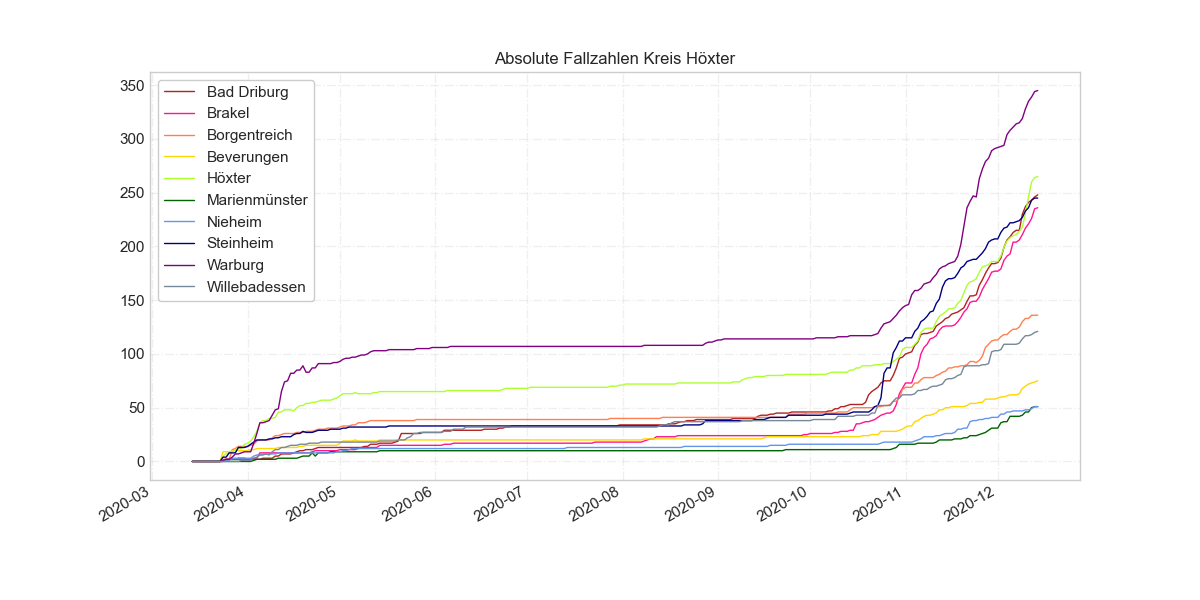 Absolute Fallzahlen Kreis Höxter
350
300
250
200
150
100
50
0
Bad Driburg
Brakel
Borgentreich
Beverungen
Höxter
Marienmünster
Nieheim
Steinheim
Warburg
Willebadessen
2020-03
2020-04
2020-05
2020-06
2020-07
2020-08
2020-09
2020-10
2020-11
2020-12